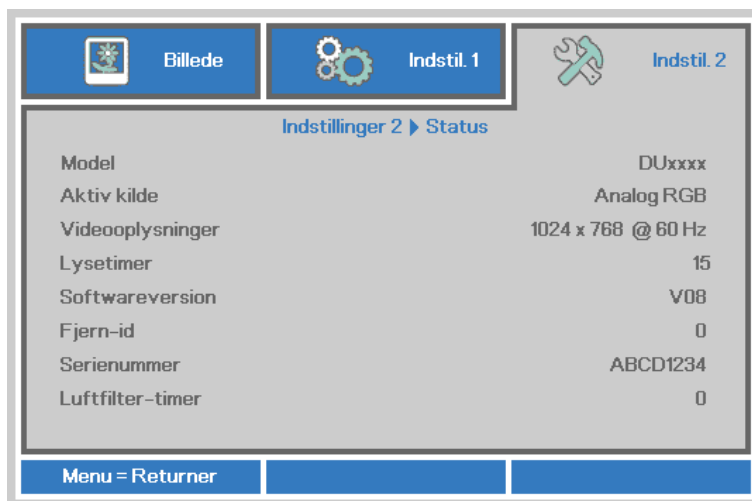 Billede Indstil. 1 Indstil. 2
Indstillinger 2 ▶ Status
Model DUxxxx
Aktiv kilde Analog RGB
Videooplysninger 1024 x 768 @ 60 Hz
Lysetimer 15
Softwareversion V08
Fjern-id 0
Serienummer ABCD1234
Luftfilter-timer 0
Menu = Returner